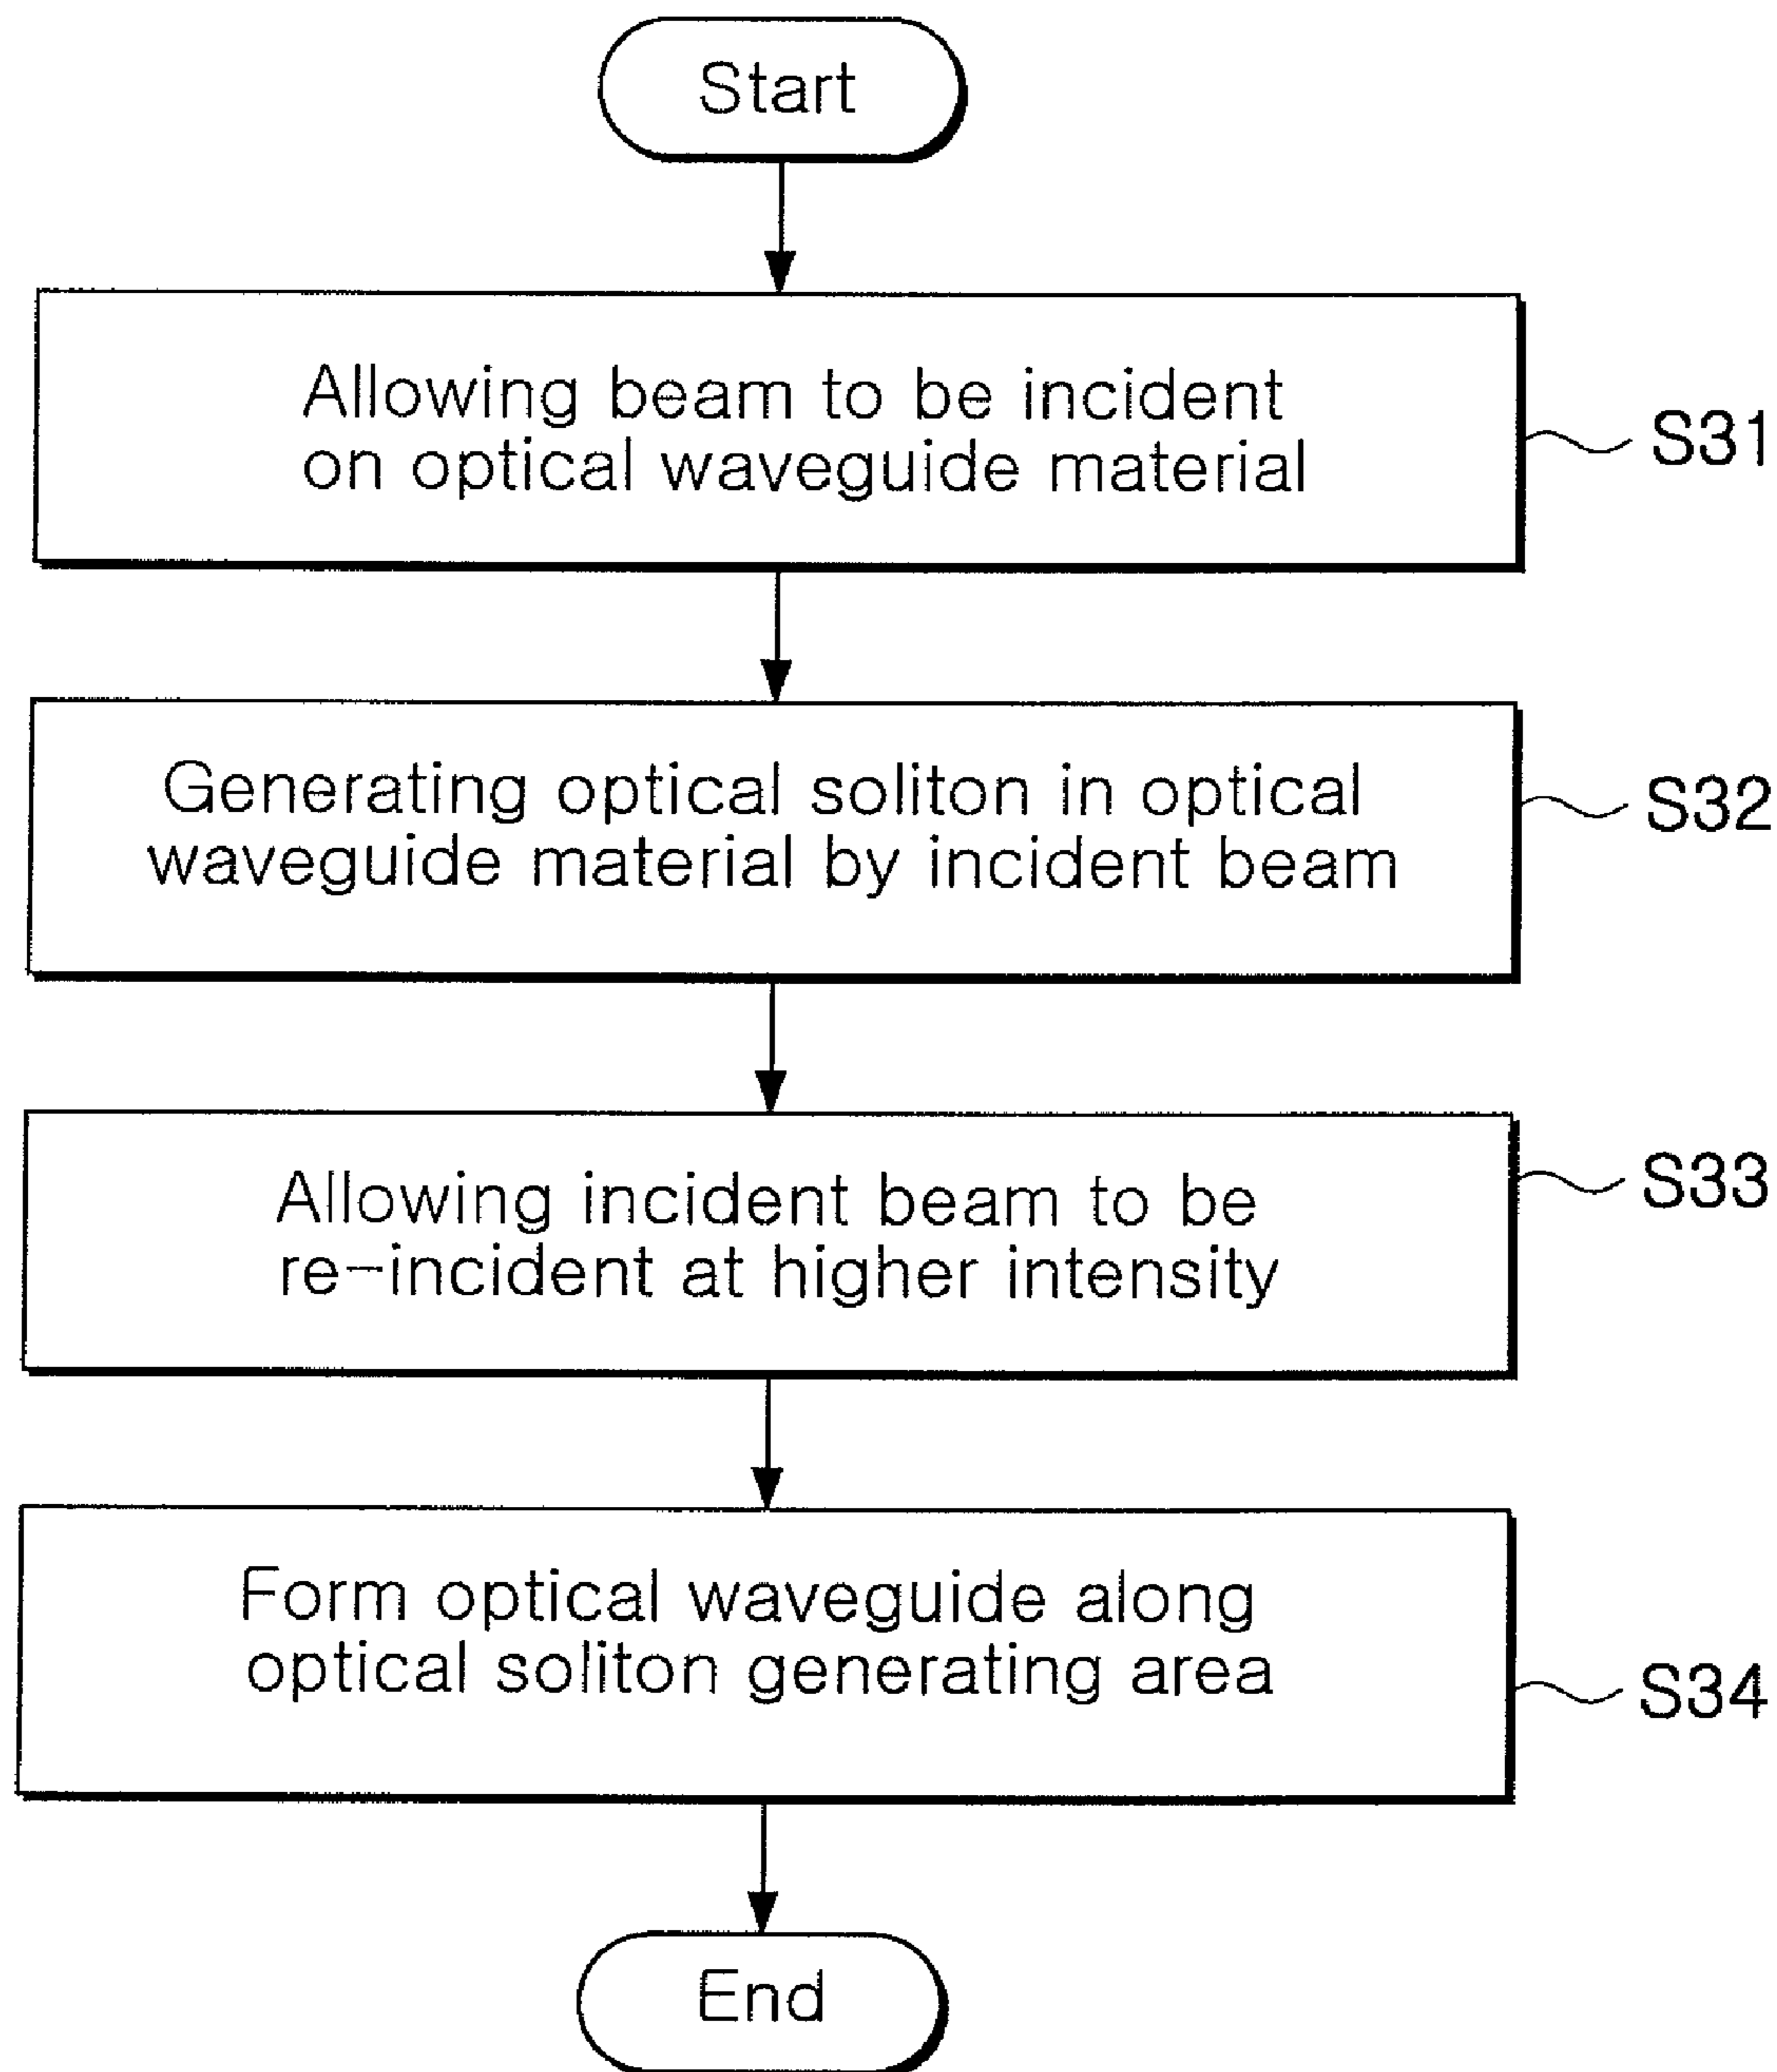 Start
Allowing beam to be incident
on optical waveguide material
S31
Generating optical soliton in optical
waveguide material by incident beam
S32
Allowing incident beam to be
re-incident at higher intensity
S33
Form optical waveguide along
optical soliton generating area
S34
End